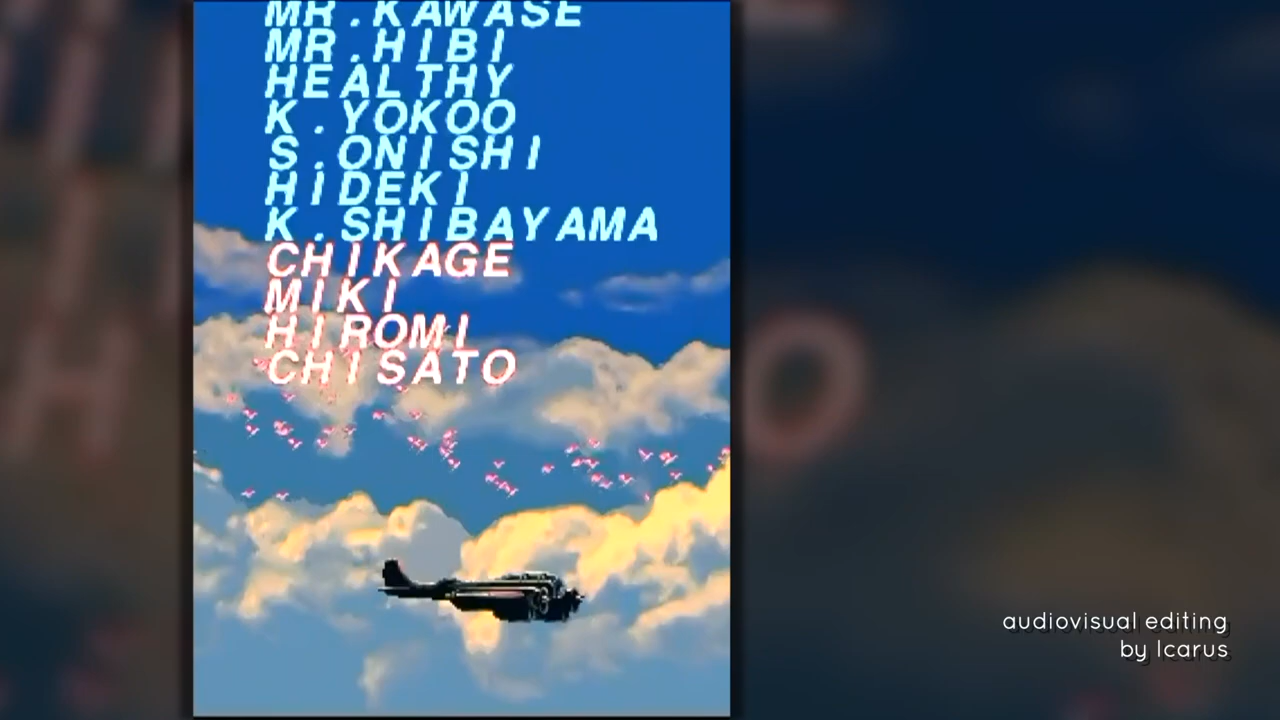 MR.KAWASE
MR.HIBI
HEALTHY
K.YOKOO
S.ONISHI
HIDEKI
K.SHIBAYAMA
CHIKAGE
MIKI
HIROMI
CHISATO
audiovisual editing
by Icarus